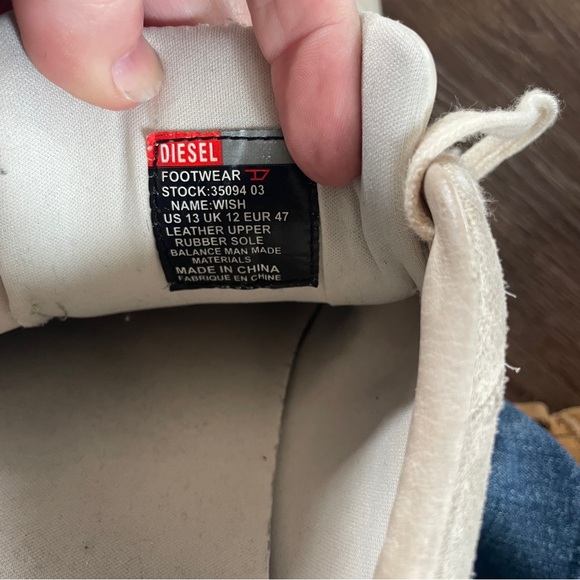 DIESEL
FOOTWEAR
STOCK:35094 03
NAME:WISH
US 13 UK 12 EUR 47
LEATHER UPPER
RUBBER SOLE
BALANCE MAN MADE
MATERIALS
MADE IN CHINA
FABRIQUE EN CHINE